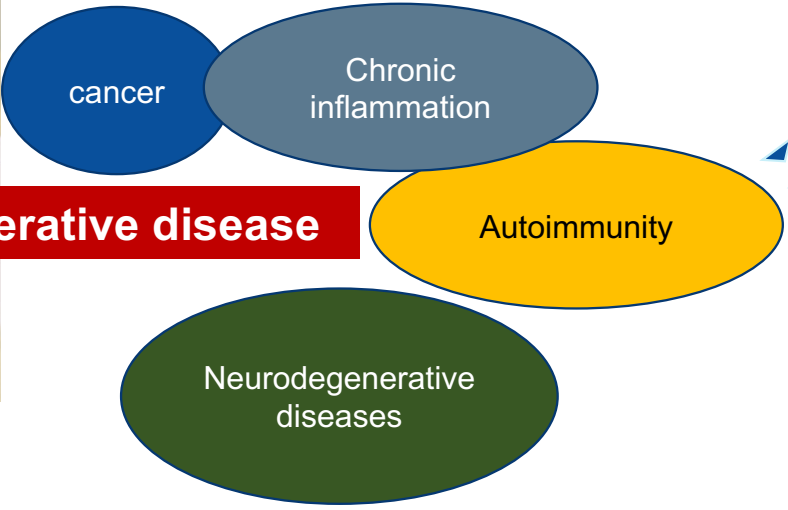 cancer
Chronic
inflammation
erative disease
Autoimmunity
Neurodegenerative
diseases